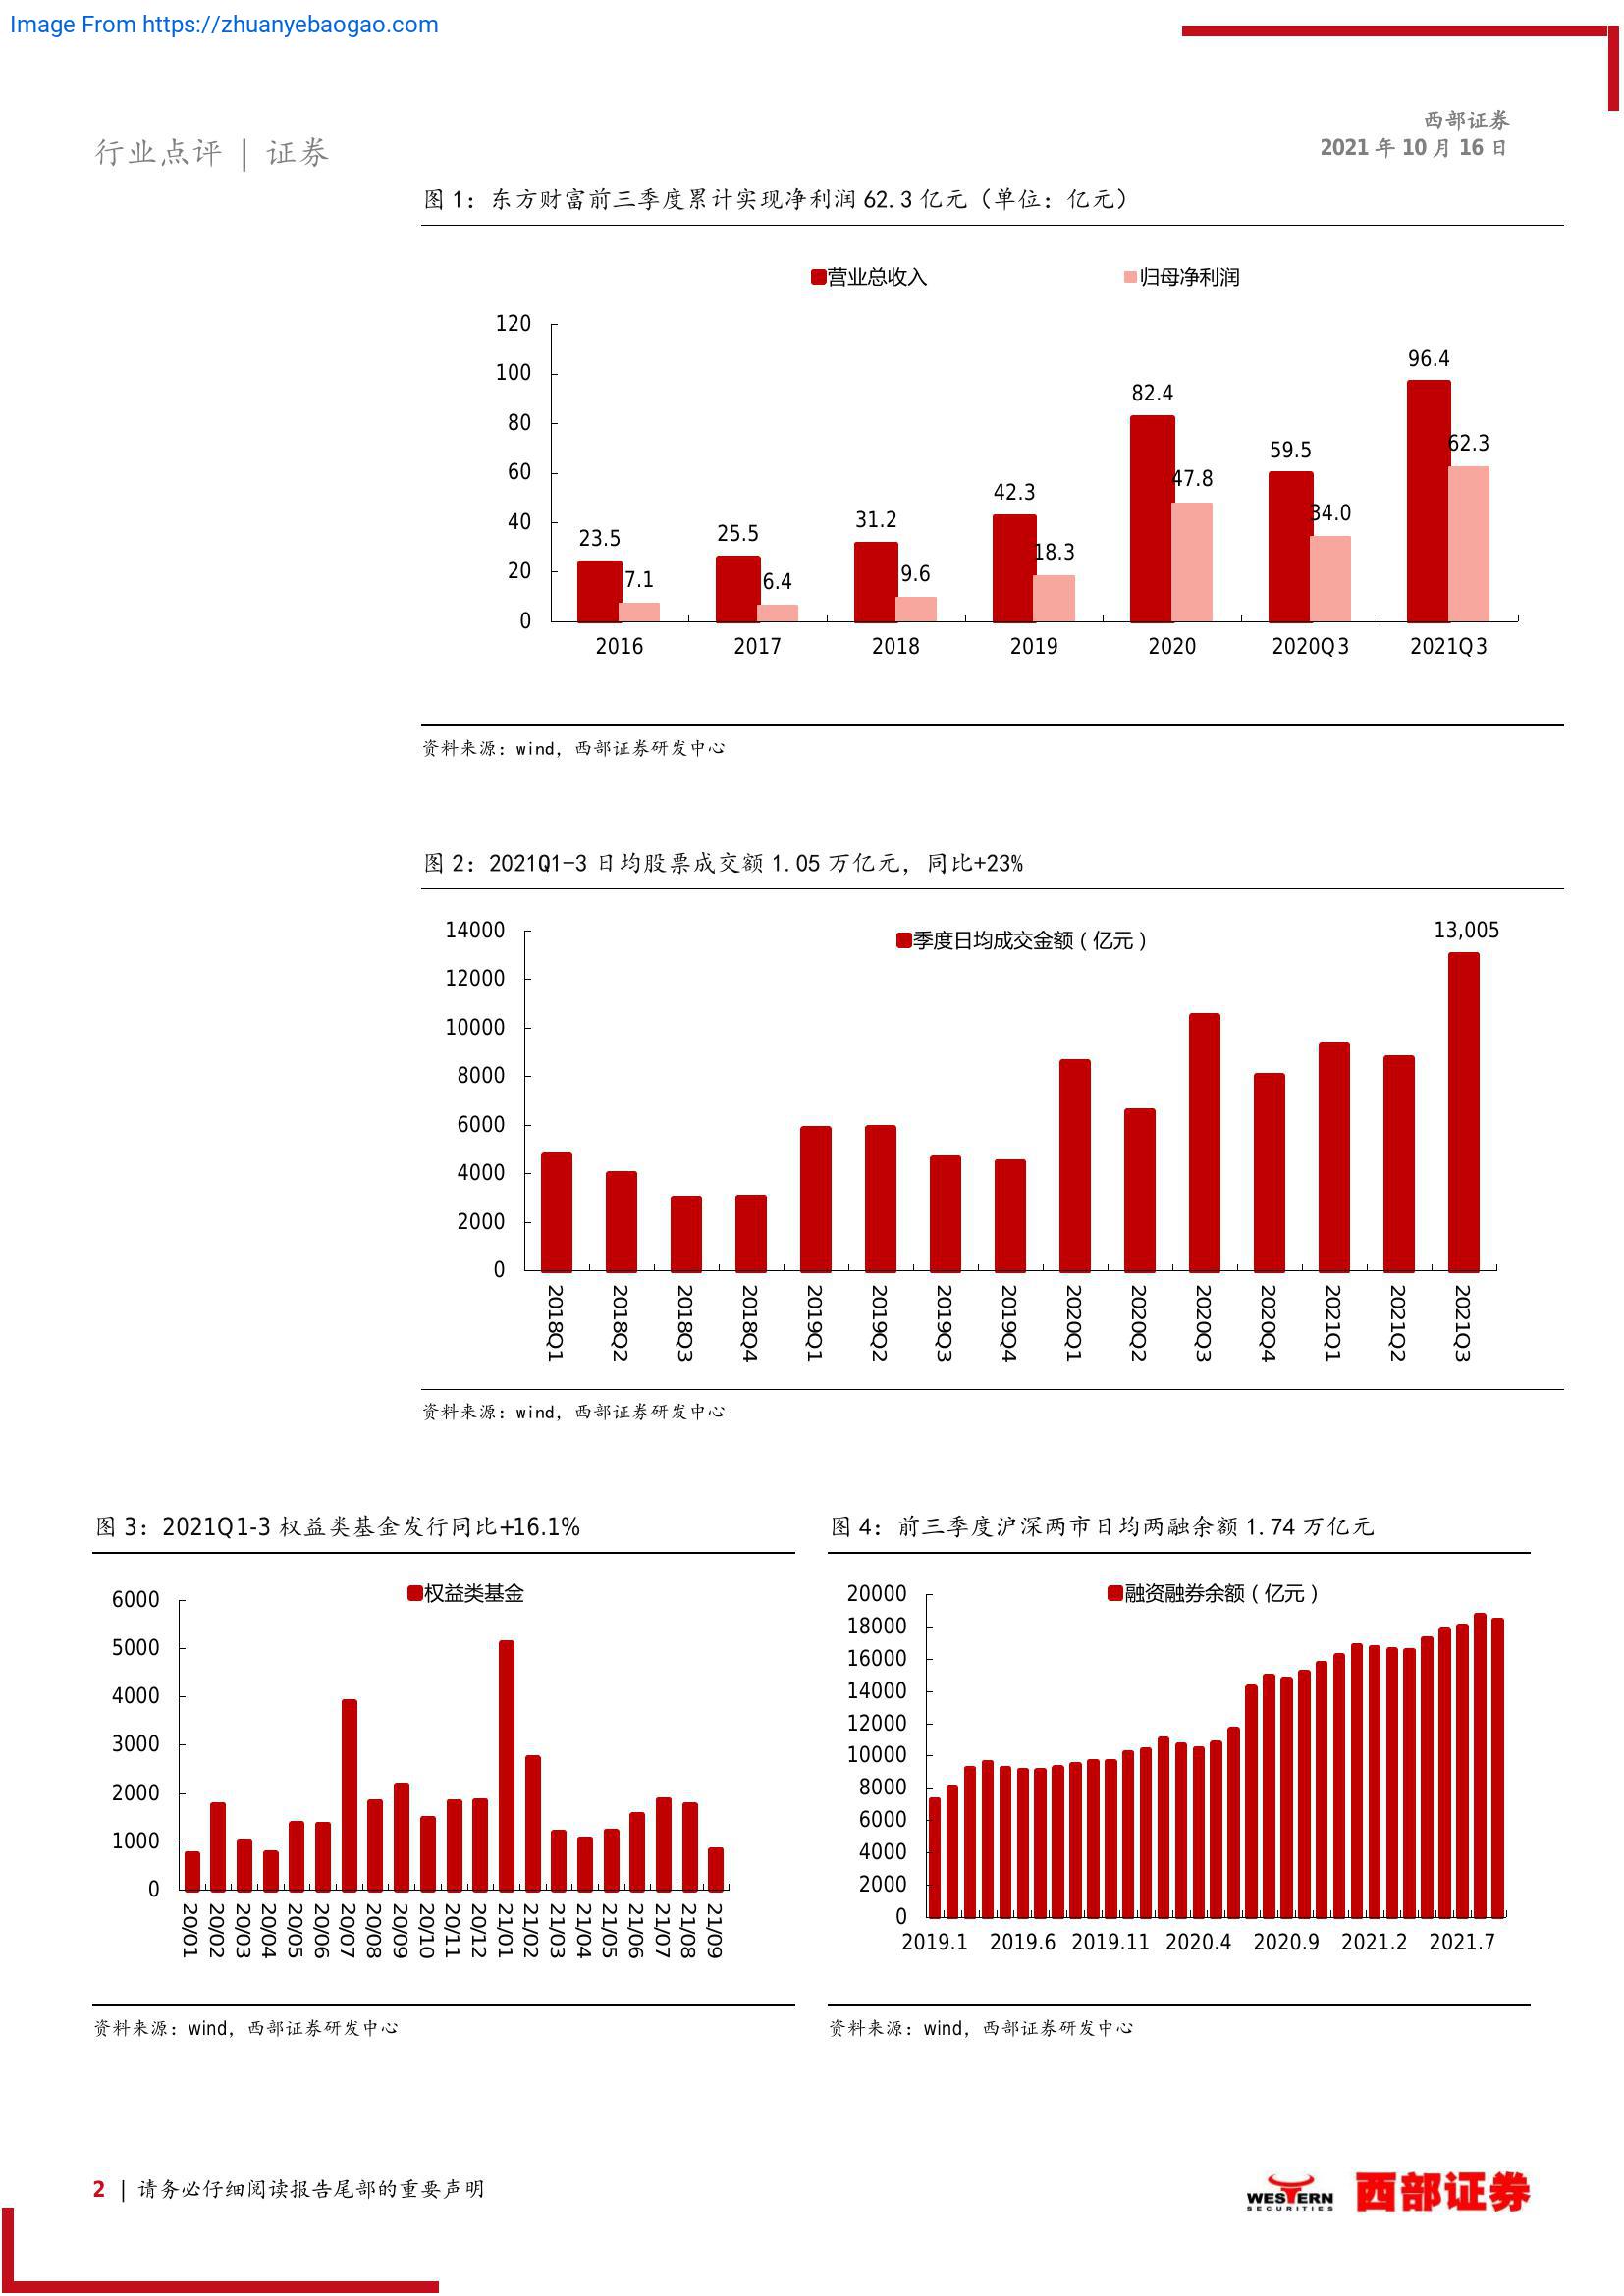 Image From https://zhuanyebaogao.com
行业点评 | 证券
西部证券
2021 年 10 月 16 日
图 1：东方财富前三季度累计实现净利润 62.3 亿元（单位：亿元）
营业总收入 归母净利润
120
100
80
60
40
20
0
23.5 7.1 25.5 6.4 31.2 9.6 42.3 18.3 82.4 47.8 59.5 34.0 96.4 62.3
2016 2017 2018 2019 2020 2020Q3 2021Q3
资料来源：wind，西部证券研发中心
图 2：2021Q1-3 日均股票成交额 1.05 万亿元，同比+23%
季度日均成交金额（亿元）
13,005
14000
12000
10000
8000
6000
4000
2000
0
2018Q1 2018Q2 2018Q3 2018Q4 2019Q1 2019Q2 2019Q3 2019Q4 2020Q1 2020Q2 2020Q3 2020Q4 2021Q1 2021Q2 2021Q3
资料来源：wind，西部证券研发中心
图 3：2021Q1-3 权益类基金发行同比+16.1%
权益类基金
6000
5000
4000
3000
2000
1000
0
20/01 20/02 20/03 20/04 20/05 20/06 20/07 20/08 20/09 20/10 20/11 20/12 21/01 21/02 21/03 21/04 21/05 21/06 21/07 21/08 21/09
资料来源：wind，西部证券研发中心
图 4：前三季度沪深两市日均两融余额 1.74 万亿元
融资融券余额（亿元）
20000
18000
16000
14000
12000
10000
8000
6000
4000
2000
0
2019.1 2019.6 2019.11 2020.4 2020.9 2021.2 2021.7
资料来源：wind，西部证券研发中心
2 | 请务必仔细阅读报告尾部的重要声明
WESTERN
SECURITIES
西部证券